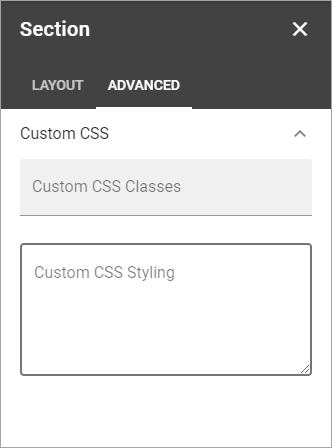 Section
LAYOUT ADVANCED
Custom CSS
Custom CSS Classes
Custom CSS Styling